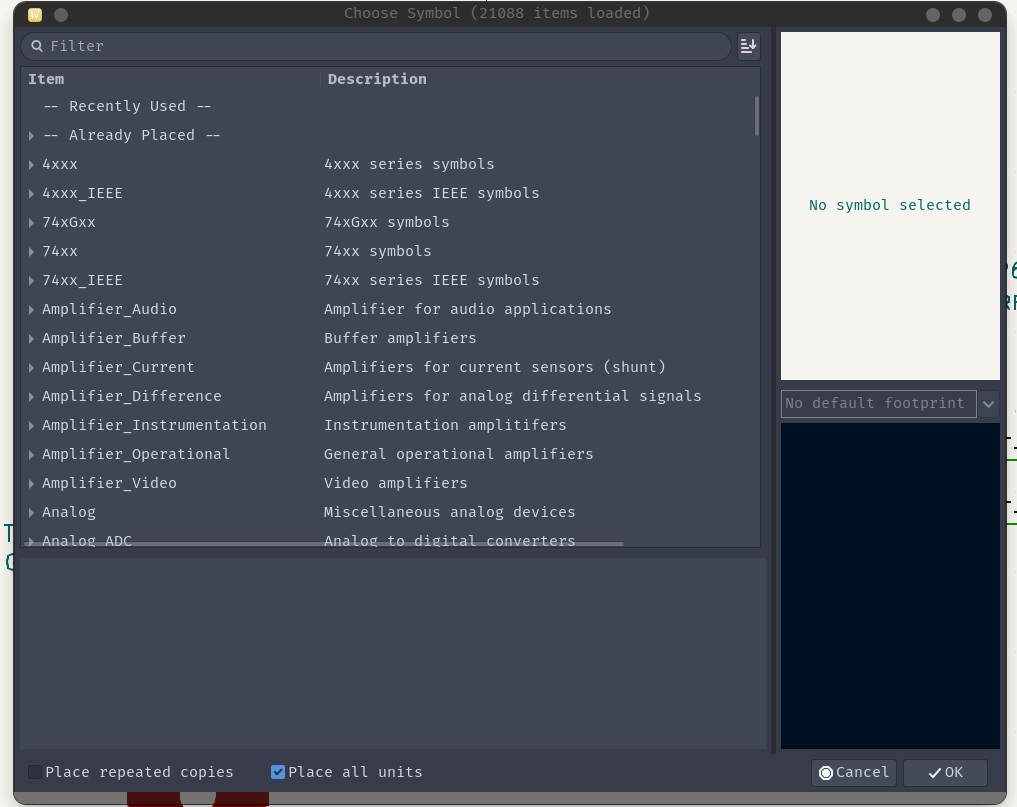 Choose Symbol (21088 items loaded)
Filter
Item Description
-- Recently Used --
-- Already Placed --
4xxx 4xxx series symbols
4xxx_IEEE 4xxx series IEEE symbols
74xGxx 74xGxx symbols
74xx 74xx symbols
74xx_IEEE 74xx series IEEE symbols
Amplifier_Audio Amplifier for audio applications
Amplifier_Buffer Buffer amplifiers
Amplifier_Current Amplifiers for current sensors (shunt)
Amplifier_Difference Amplifiers for analog differential signals
Amplifier_Instrumentation Instrumentation amplitifers
Amplifier_Operational General operational amplifiers
Amplifier_Video Video amplifiers
Analog Miscellaneous analog devices
Analog_ADC Analog to digital converters
No symbol selected
No default footprint
Place repeated copies Place all units
Cancel OK